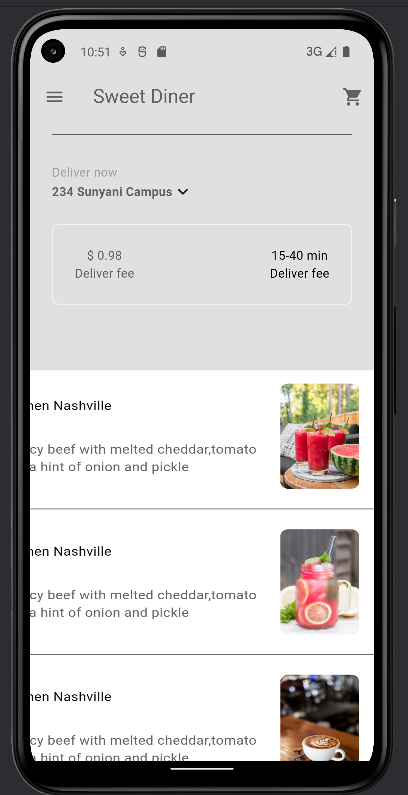 10:51 3G
Sweet Diner
Deliver now
234 Sunyani Campus
$ 0.98
Deliver fee
15-40 min
Deliver fee
hen Nashville
cy beef with melted cheddar,tomato
a hint of onion and pickle
hen Nashville
cy beef with melted cheddar,tomato
a hint of onion and pickle
hen Nashville
cy beef with melted cheddar,tomato
a hint of onion and pickle